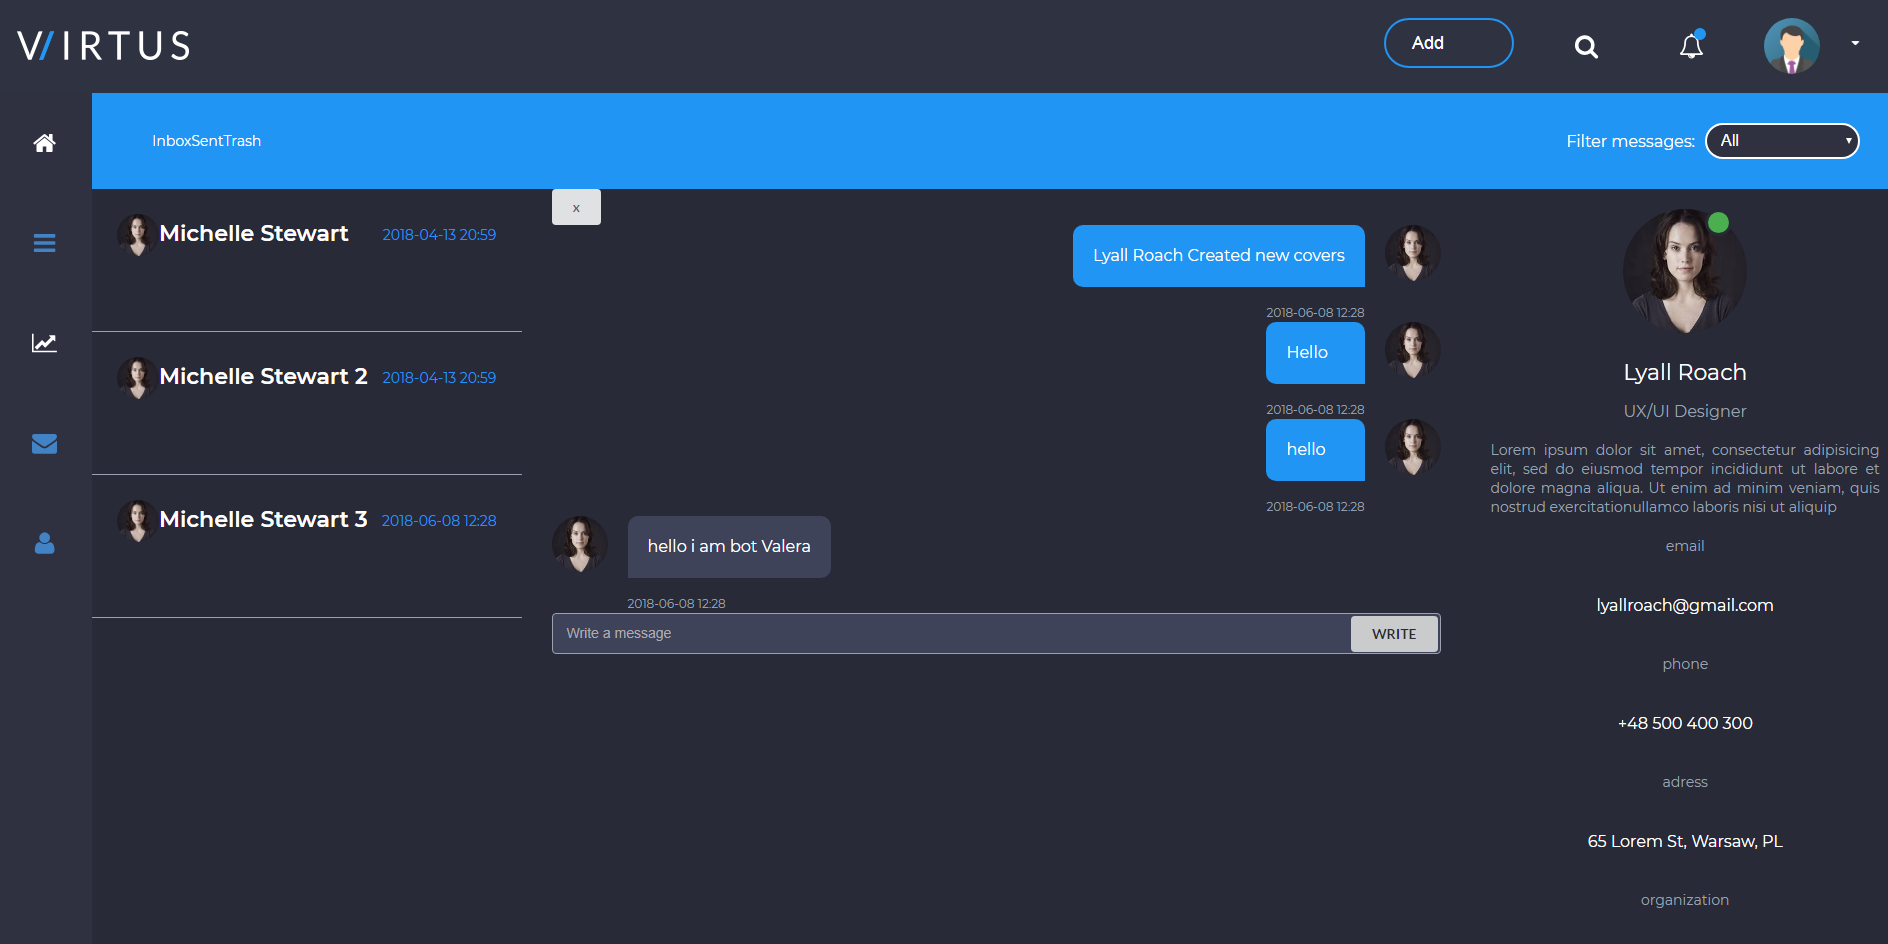 VIRTUS
Add
InboxSentTrash
Filter messages: All
Michelle Stewart 2018-04-13 20:59
Michelle Stewart 2 2018-04-13 20:59
Michelle Stewart 3 2018-06-08 12:28
x
Lyall Roach Created new covers
2018-06-08 12:28
Hello
2018-06-08 12:28
hello
2018-06-08 12:28
hello i am bot Valera
2018-06-08 12:28
Write a message WRITE
Lyall Roach
UX/UI Designer
Lorem ipsum dolor sit amet, consectetur adipisicing
elit, sed do eiusmod tempor incididunt ut labore et
dolore magna aliqua. Ut enim ad minim veniam, quis
nostrud exercitationullamco laboris nisi ut aliquip
email
lyallroach@gmail.com
phone
+48 500 400 300
adress
65 Lorem St, Warsaw, PL
organization